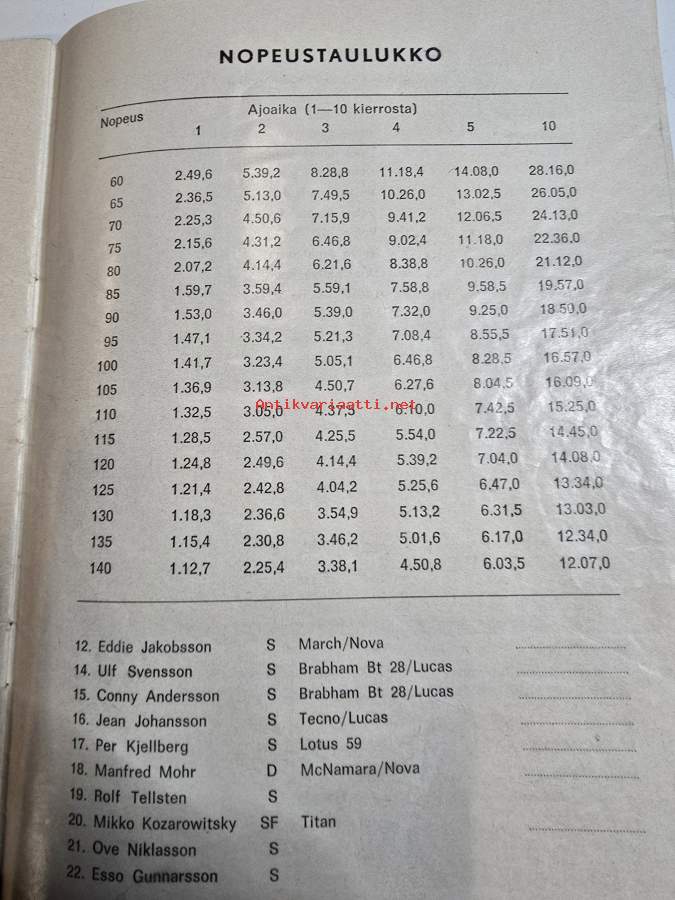 NOPEUSTAULUKKO
Nopeus Ajoaika (1—10 kierrosta)
1 2 3 4 5 10
60 2.49,6 5.39,2 8.28,8 11.18,4 14.08,0 28.16,0
65 2.36,5 5.13,0 7.49,5 10.26,0 13.02,5 26.05,0
70 2.25,3 4.50,6 7.15,9 9.41,2 12.06,5 24.13,0
75 2.15,6 4.31,2 6.46,8 9.02,4 11.18,0 22.36,0
80 2.07,2 4.14,4 6.21,6 8.38,8 10.26,0 21.12,0
85 1.59,7 3.59,4 5.59,1 7.58,8 9.58,5 19.57,0
90 1.53,0 3.46,0 5.39,0 7.32,0 9.25,0 18.50,0
95 1.47,1 3.34,2 5.21,3 7.08,4 8.55,5 17.51,0
100 1.41,7 3.23,4 5.05,1 6.46,8 8.28,5 16.57,0
105 1.36,9 3.13,8 4.50,7 6.27,6 8.04,5 16.09,0
Antikvariaatti.net
110 1.32,5 3.05,0 4.37,5 6.10,0 7.42,5 15.25,0
115 1.28,5 2.57,0 4.25,5 5.54,0 7.22,5 14.45,0
120 1.24,8 2.49,6 4.14,4 5.39,2 7.04,0 14.08,0
125 1.21,4 2.42,8 4.04,2 5.25,6 6.47,0 13.34,0
130 1.18,3 2.36,6 3.54,9 5.13,2 6.31,5 13.03,0
135 1.15,4 2.30,8 3.46,2 5.01,6 6.17,0 12.34,0
140 1.12,7 2.25,4 3.38,1 4.50,8 6.03,5 12.07,0
12. Eddie Jakobsson S March/Nova
14. Ulf Svensson S Brabham Bt 28/Lucas
15. Conny Andersson S Brabham Bt 28/Lucas
16. Jean Johansson S Tecno/Lucas
17. Per Kjellberg S Lotus 59
18. Manfred Mohr D McNamara/Nova
19. Rolf Tellsten S
20. Mikko Kozarowitsky SF Titan
21. Ove Niklasson S
22. Esso Gunnarsson S